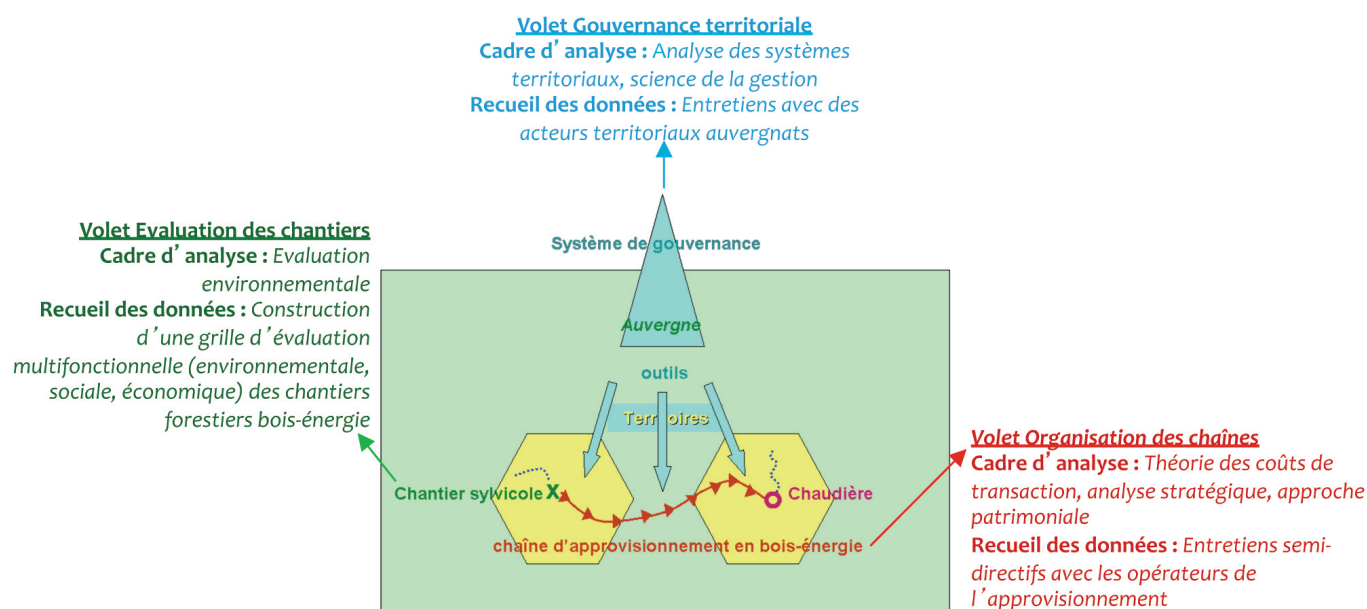 Volet Gouvernance territoriale
Cadre d’ analyse : Analyse des systèmes
territoriaux, science de la gestion
Recueil des données : Entretiens avec des
acteurs territoriaux auvergnats
Volet Evaluation des chantiers
Cadre d’ analyse : Evaluation
environnementale
Recueil des données : Construction
d’une grille d’évaluation
multifonctionnelle (environnementale,
sociale, économique) des chantiers
forestiers bois-énergie
Système de gouvernance
Auvergne
outils
Territoires
Chantier sylvicole
X
Chaudière
chaîne d’approvisionnement en bois-énergie
Volet Organisation des chaînes
Cadre d’ analyse : Théorie des coûts de
transaction, analyse stratégique, approche
patrimoniale
Recueil des données : Entretiens semi-
directifs avec les opérateurs de
l’approvisionnement